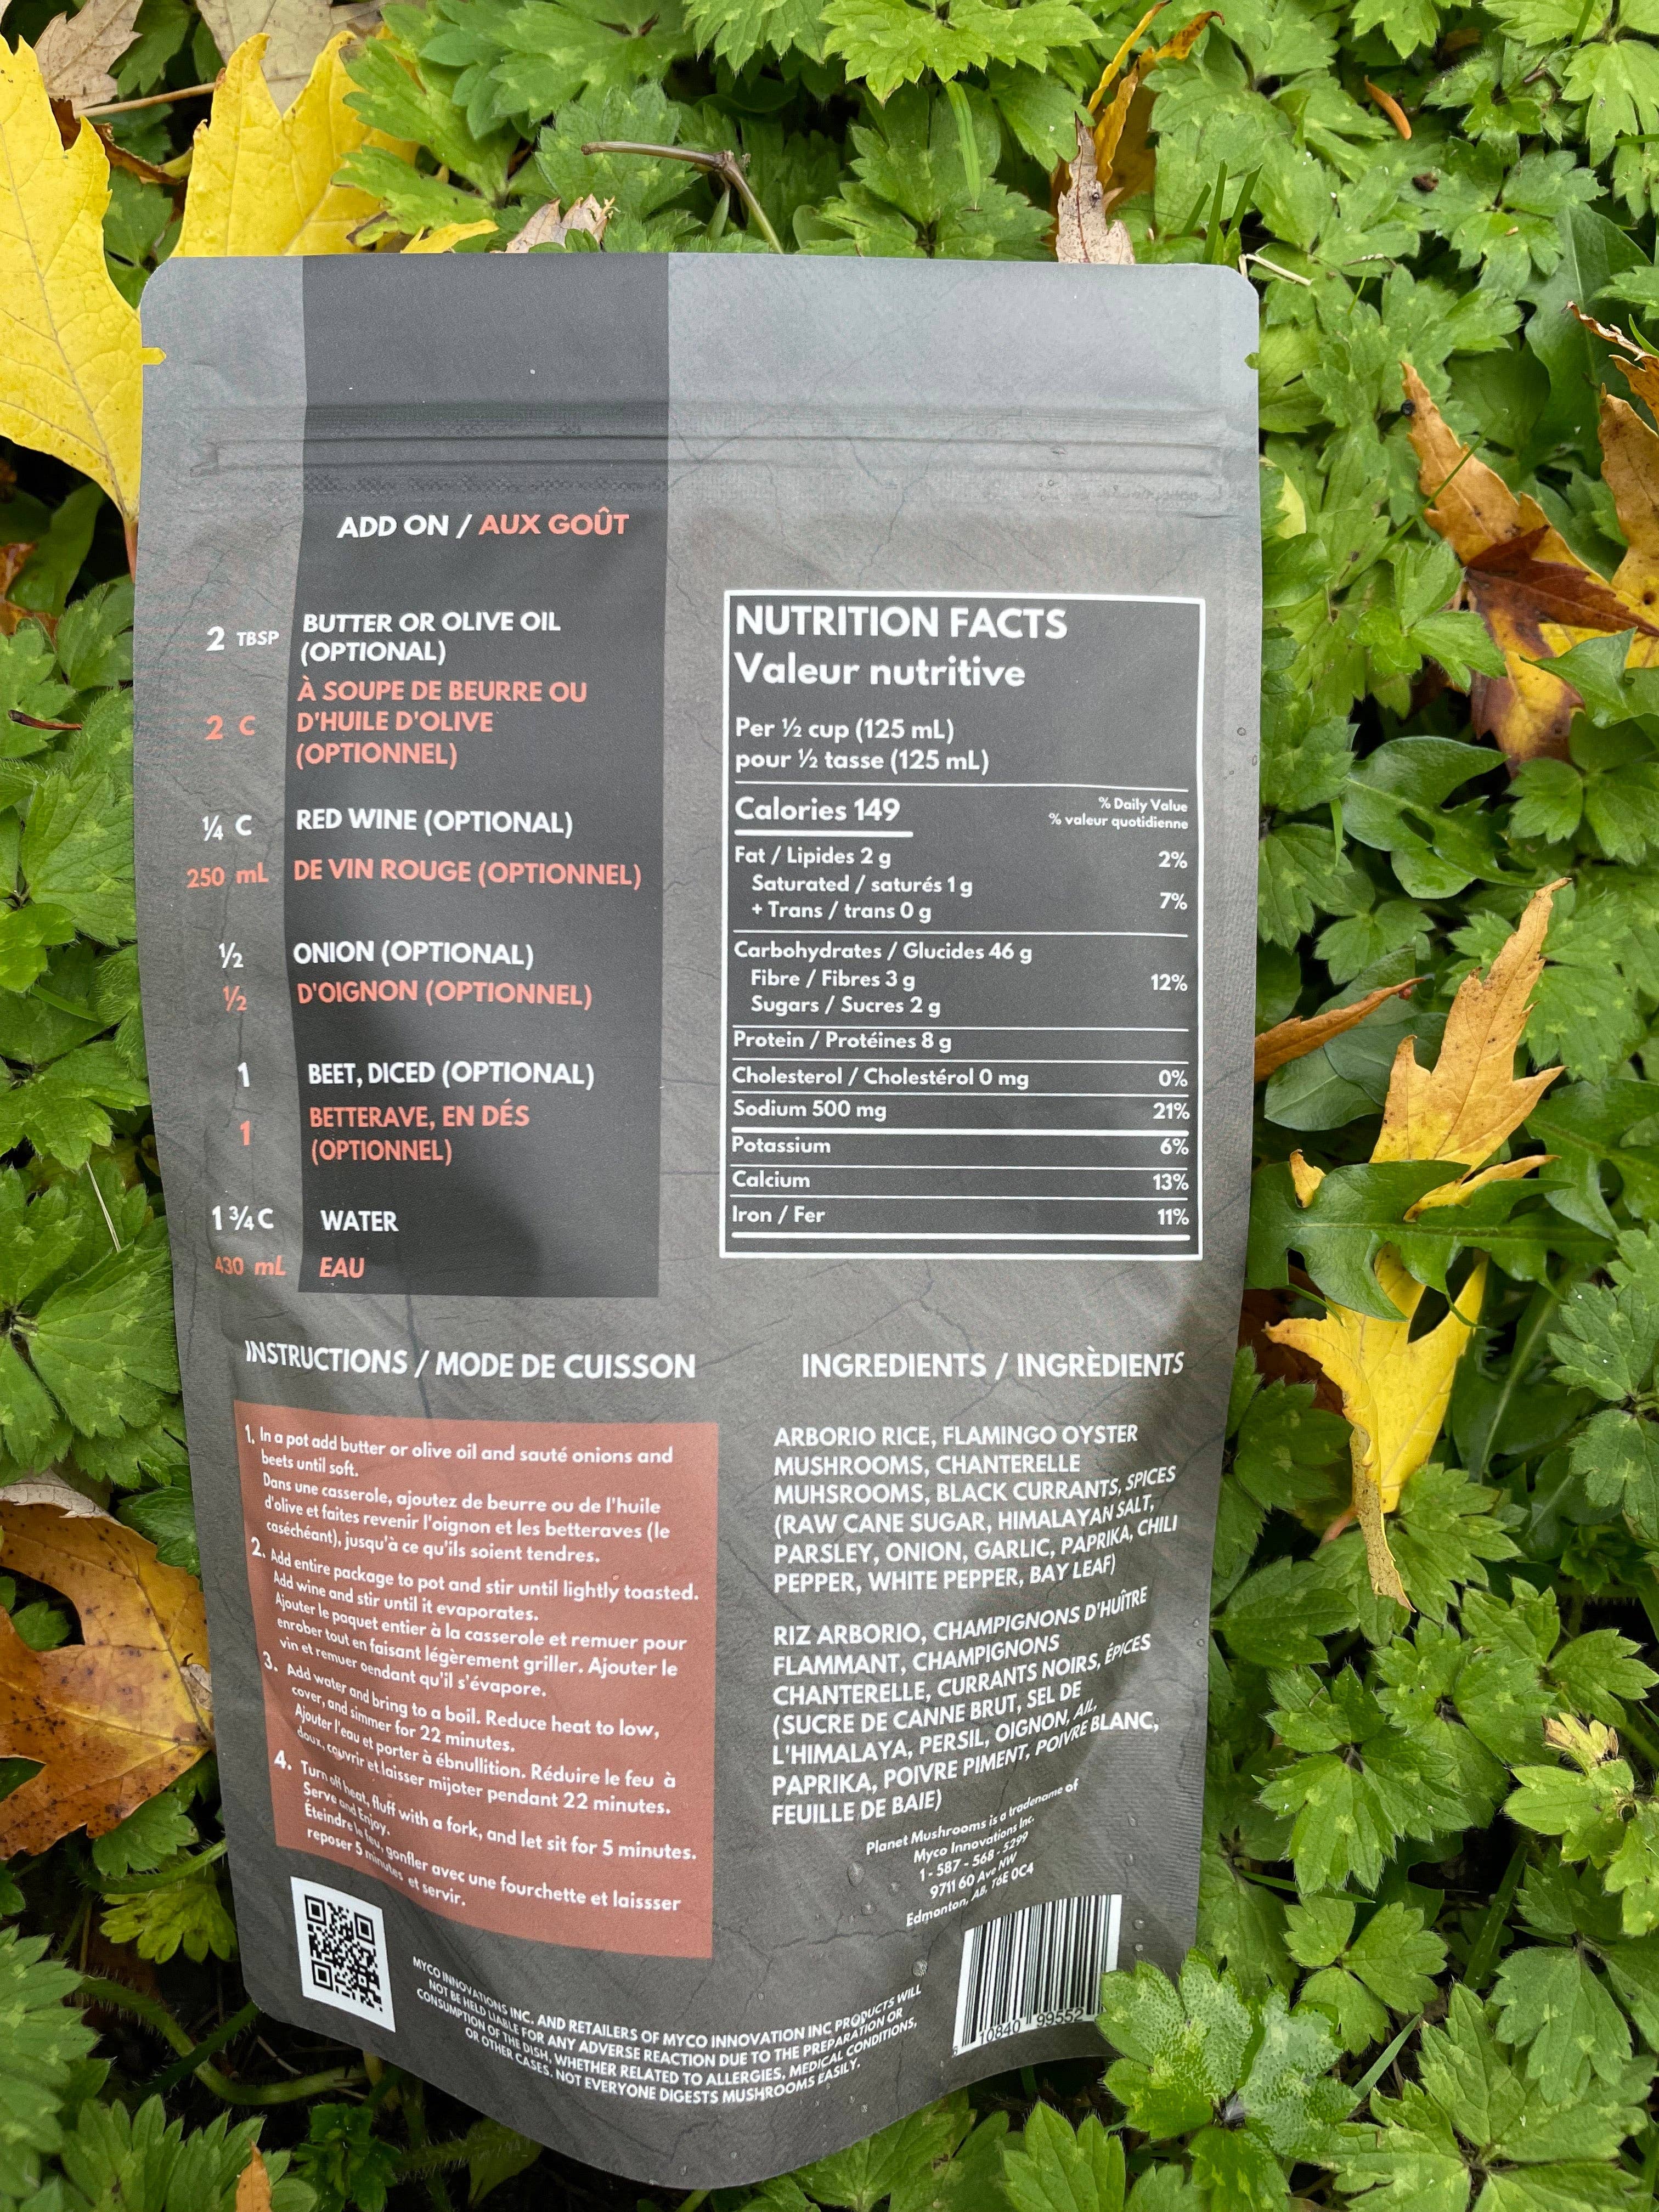 ADD ON / AUX GOÛT
2 TBSP BUTTER OR OLIVE OIL
(OPTIONAL)
À SOUPE DE BEURRE OU
2 C D'HUILE D'OLIVE
(OPTIONNEL)
¼ C RED WINE (OPTIONAL)
250 mL DE VIN ROUGE (OPTIONNEL)
½ ONION (OPTIONAL)
½ D'OIGNON (OPTIONNEL)
1 BEET, DICED (OPTIONAL)
BETTERAVE, EN DÉS
1 (OPTIONNEL)
1 ¾ C WATER
430 mL EAU
NUTRITION FACTS
Valeur nutritive
Per ½ cup (125 mL)
pour ½ tasse (125 mL)
Calories 149
% Daily Value
% valeur quotidienne
Fat / Lipides 2 g 2%
Saturated / saturés 1 g
+ Trans / trans 0 g 7%
Carbohydrates / Glucides 46 g
Fibre / Fibres 3 g 12%
Sugars / Sucres 2 g
Protein / Protéines 8 g
Cholesterol / Cholestérol 0 mg 0%
Sodium 500 mg 21%
Potassium 6%
Calcium 13%
Iron / Fer 11%
INSTRUCTIONS / MODE DE CUISSON
1. In a pot add butter or olive oil and sauté onions and
beets until soft.
Dans une casserole, ajoutez de beurre ou de l'huile
d'olive et faites revenir l'oignon et les betteraves (le
caséchéant), jusqu'à ce qu'ils soient tendres.
2. Add entire package to pot and stir until lightly toasted.
Add wine and stir until it evaporates.
Ajouter le paquet entier à la casserole et remuer pour
enrober tout en faisant légèrement griller. Ajouter le
vin et remuer oendant qu'il s'évapore.
3. Add water and bring to a boil. Reduce heat to low,
cover, and simmer for 22 minutes.
Ajouter l'eau et porter à ébnullition. Réduire le feu à
doux, couvrir et laisser mijoter pendant 22 minutes.
4. Turn off heat, fluff with a fork, and let sit for 5 minutes.
Serve and Enjoy.
Éteindre le feu, gonfler avec une fourchette et laissser
reposer 5 minutes et servir.
INGREDIENTS / INGRÈDIENTS
ARBORIO RICE, FLAMINGO OYSTER
MUSHROOMS, CHANTERELLE
MUHSROOMS, BLACK CURRANTS, SPICES
(RAW CANE SUGAR, HIMALAYAN SALT,
PARSLEY, ONION, GARLIC, PAPRIKA, CHILI
PEPPER, WHITE PEPPER, BAY LEAF)
RIZ ARBORIO, CHAMPIGNONS D'HUÎTRE
FLAMMANT, CHAMPIGNONS
CHANTERELLE, CURRANTS NOIRS, ÉPICES
(SUCRE DE CANNE BRUT, SEL DE
L'HIMALAYA, PERSIL, OIGNON, AIL,
PAPRIKA, POIVRE PIMENT, POIVRE BLANC,
FEUILLE DE BAIE)
Planet Mushrooms is a tradename of
Myco Innovations Inc.
1 - 587 - 568 - 5299
9711 60 Ave NW
Edmonton, AB, T6E 0C4
MYCO INNOVATIONS INC. AND RETAILERS OF MYCO INNOVATION INC PRODUCTS WILL
NOT BE HELD LIABLE FOR ANY ADVERSE REACTION DUE TO THE PREPARATION OR
CONSUMPTION OF THE DISH, WHETHER RELATED TO ALLERGIES, MEDICAL CONDITIONS,
OR OTHER CASES. NOT EVERYONE DIGESTS MUSHROOMS EASILY.
10840 99552